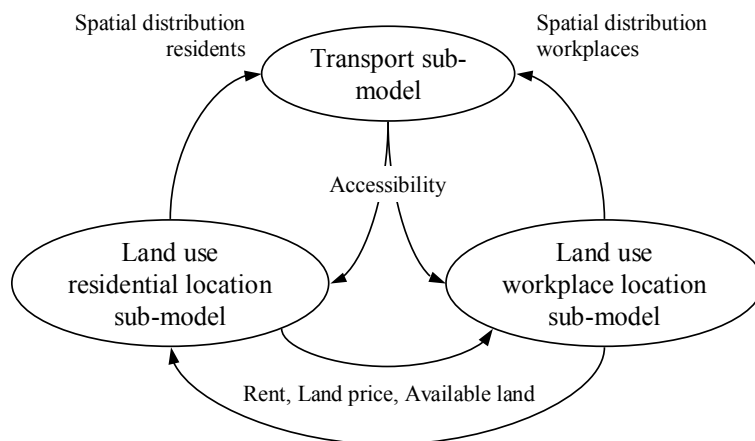 Spatial distribution
residents
Spatial distribution
workplaces
Transport sub-
model
Accessibility
Land use
residential location
sub-model
Land use
workplace location
sub-model
Rent, Land price, Available land